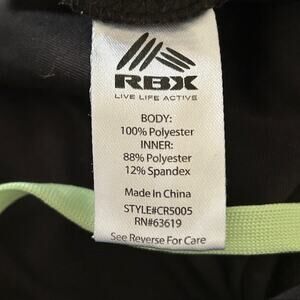 RBX
LIVE LIFE ACTIVE
BODY:
100% Polyester
INNER:
88% Polyester
12% Spandex
Made in China
STYLE#CR5005
RN#63619
See Reverse For Care